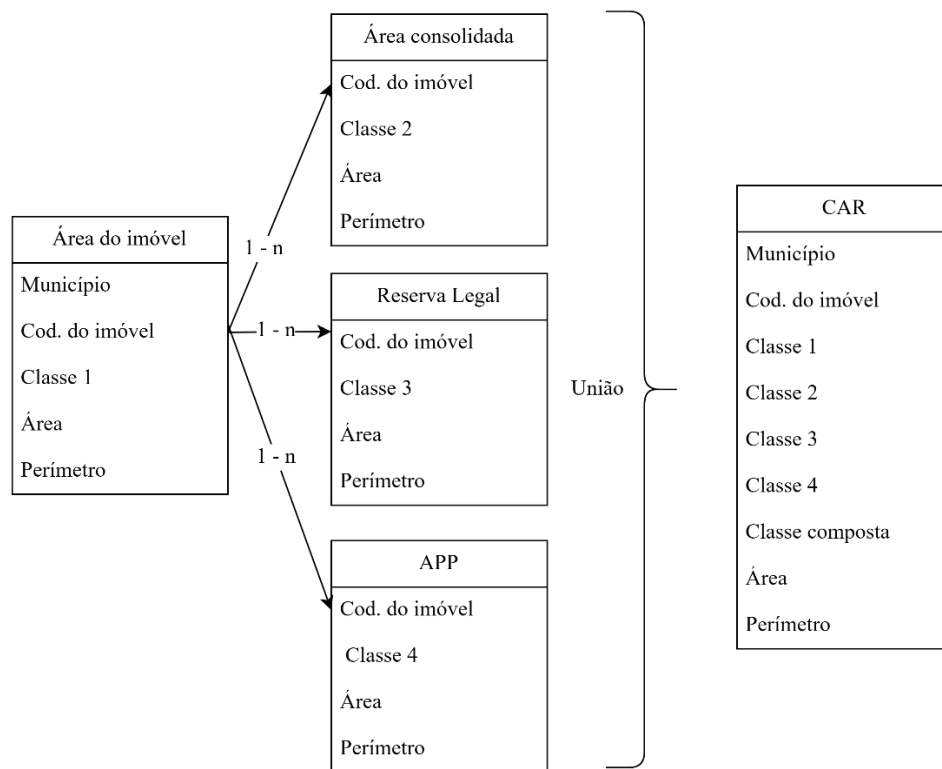 Área do imóvel
Município
Cod. do imóvel
Classe 1
Área
Perímetro
1 - n
1 - n
1 - n
Área consolidada
Cod. do imóvel
Classe 2
Área
Perímetro
Reserva Legal
Cod. do imóvel
Classe 3
Área
Perímetro
APP
Cod. do imóvel
Classe 4
Área
Perímetro
União
CAR
Município
Cod. do imóvel
Classe 1
Classe 2
Classe 3
Classe 4
Classe composta
Área
Perímetro